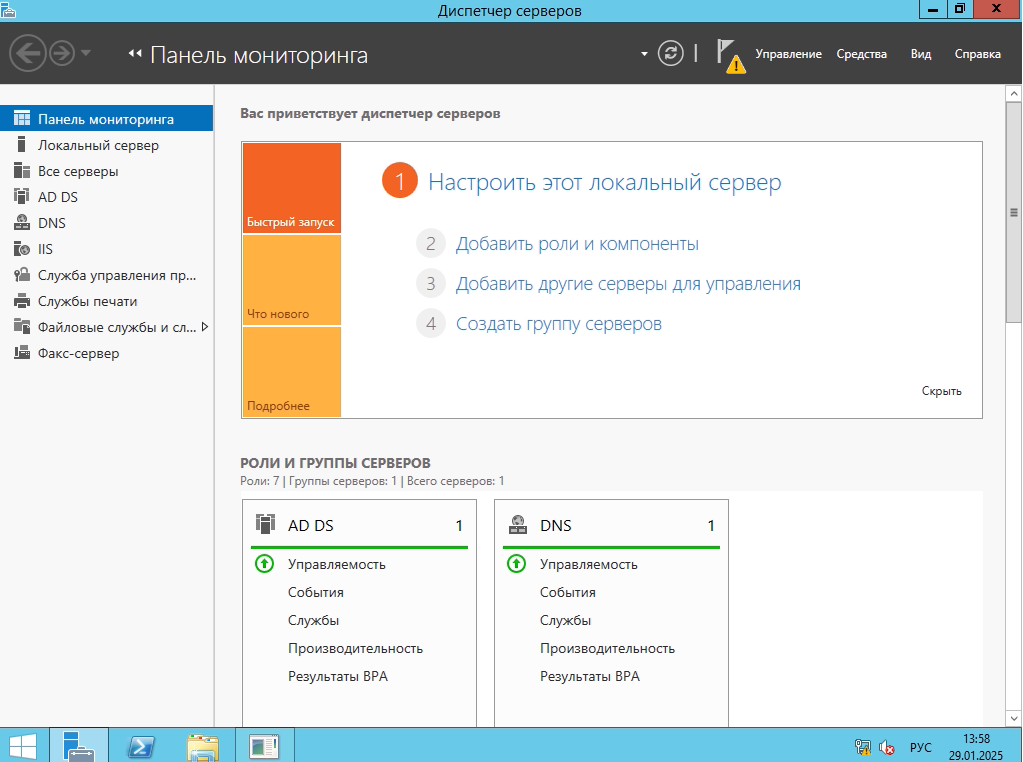 Диспетчер серверов
Панель мониторинга
Управление Средства Вид Справка
Панель мониторинга
Локальный сервер
Все серверы
AD DS
DNS
IIS
Служба управления пр...
Службы печати
Файловые службы и сл...
Факс-сервер
Вас приветствует диспетчер серверов
Быстрый запуск
Что нового
Подробнее
1 Настроить этот локальный сервер
2 Добавить роли и компоненты
3 Добавить другие серверы для управления
4 Создать группу серверов
Скрыть
РОЛИ И ГРУППЫ СЕРВЕРОВ
Роли: 7 | Группы серверов: 1 | Всего серверов: 1
AD DS 1
Управляемость
События
Службы
Производительность
Результаты BPA
DNS 1
Управляемость
События
Службы
Производительность
Результаты BPA
РУС
13:58
29.01.2025